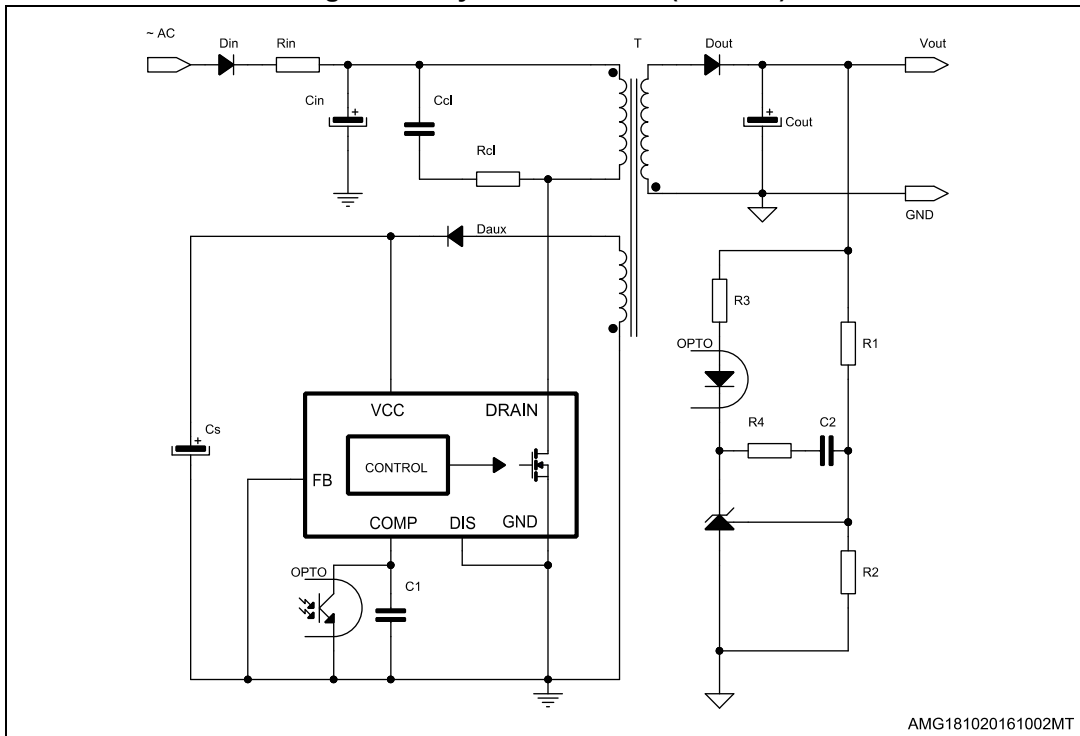 ~ AC
Din
Rin
T
Dout
Vout
Cin
+
Ccl
+
Cout
Rcl
GND
Daux
R3
OPTO
R1
VCC
DRAIN
Cs
+
R4
C2
CONTROL
FB
COMP
DIS
GND
OPTO
C1
R2
AMG181020161002MT